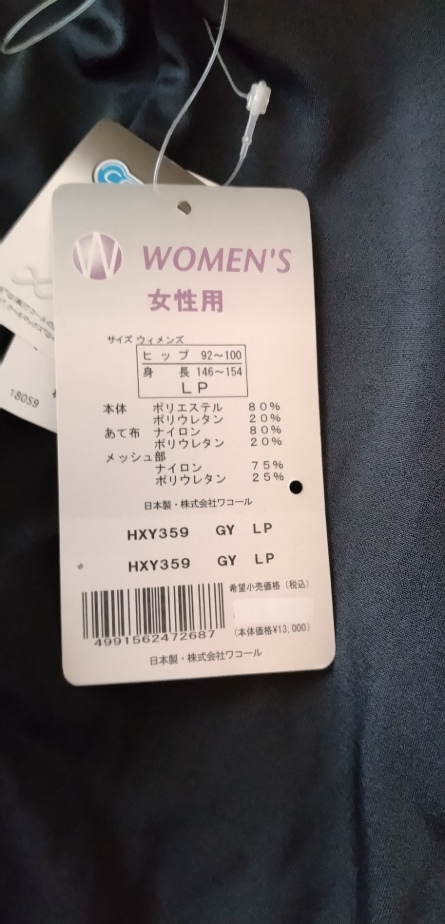 W WOMEN'S
女性用
サイズ ウィメンズ
ヒップ 92〜100
身長 146〜154
LP
本体 ポリエステル 80%
ポリウレタン 20%
あて布 ナイロン 80%
ポリウレタン 20%
メッシュ部
ナイロン 75%
ポリウレタン 25%
日本製・株式会社ワコール
HXY359 GY LP
HXY359 GY LP
希望小売価格（税込）
4991562472687
（本体価格¥13,000）
日本製・株式会社ワコール
18059